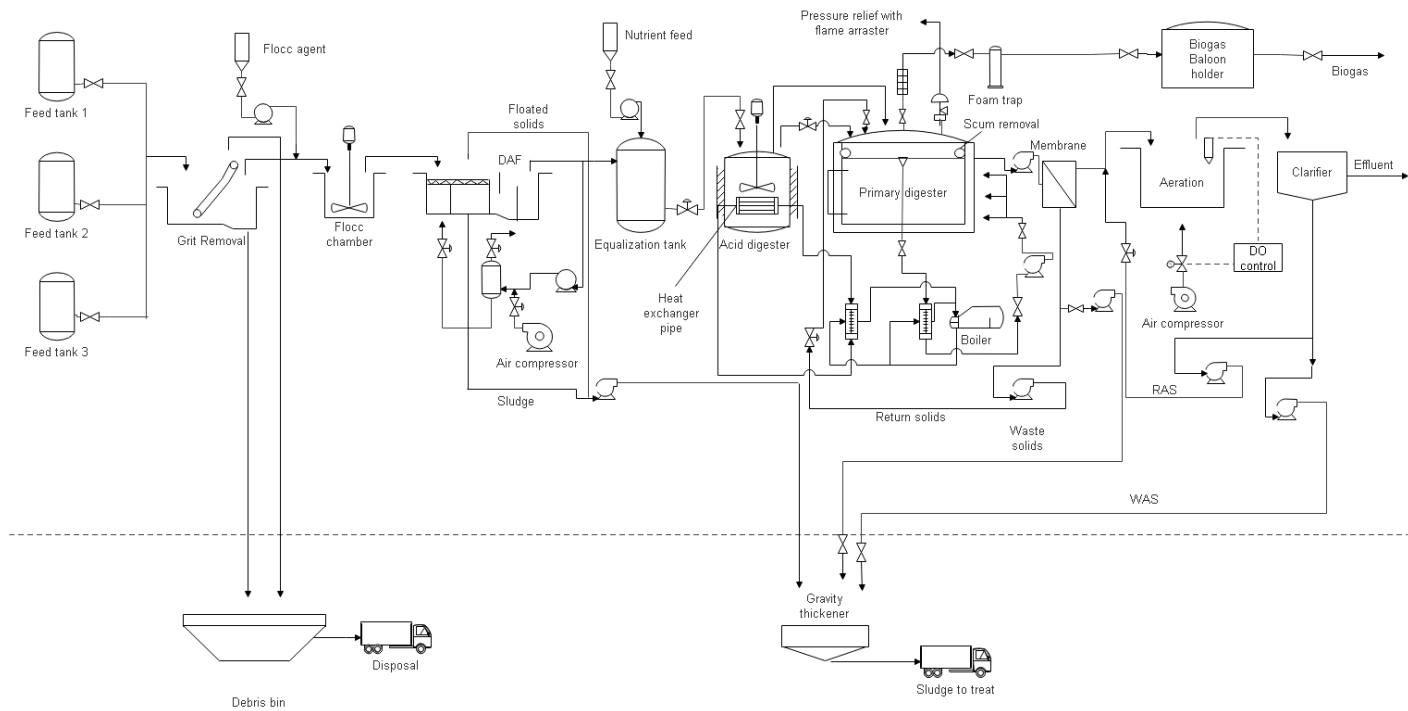 Pressure relief with
flame arraster
Flocc agent
Nutrient feed
Biogas
Baloon
holder
Biogas
Feed tank 1
Foam trap
Floated
solids
Scum removal
DAF
Membrane
Primary digester
Aeration
Clarifier
Effluent
Feed tank 2
Grit Removal
Flocc
chamber
Equalization tank
Acid digester
DO
control
Heat
exchanger
pipe
Feed tank 3
Air compressor
Boiler
Air compressor
Sludge
Return solids
RAS
Waste
solids
WAS
Gravity
thickener
Disposal
Sludge to treat
Debris bin